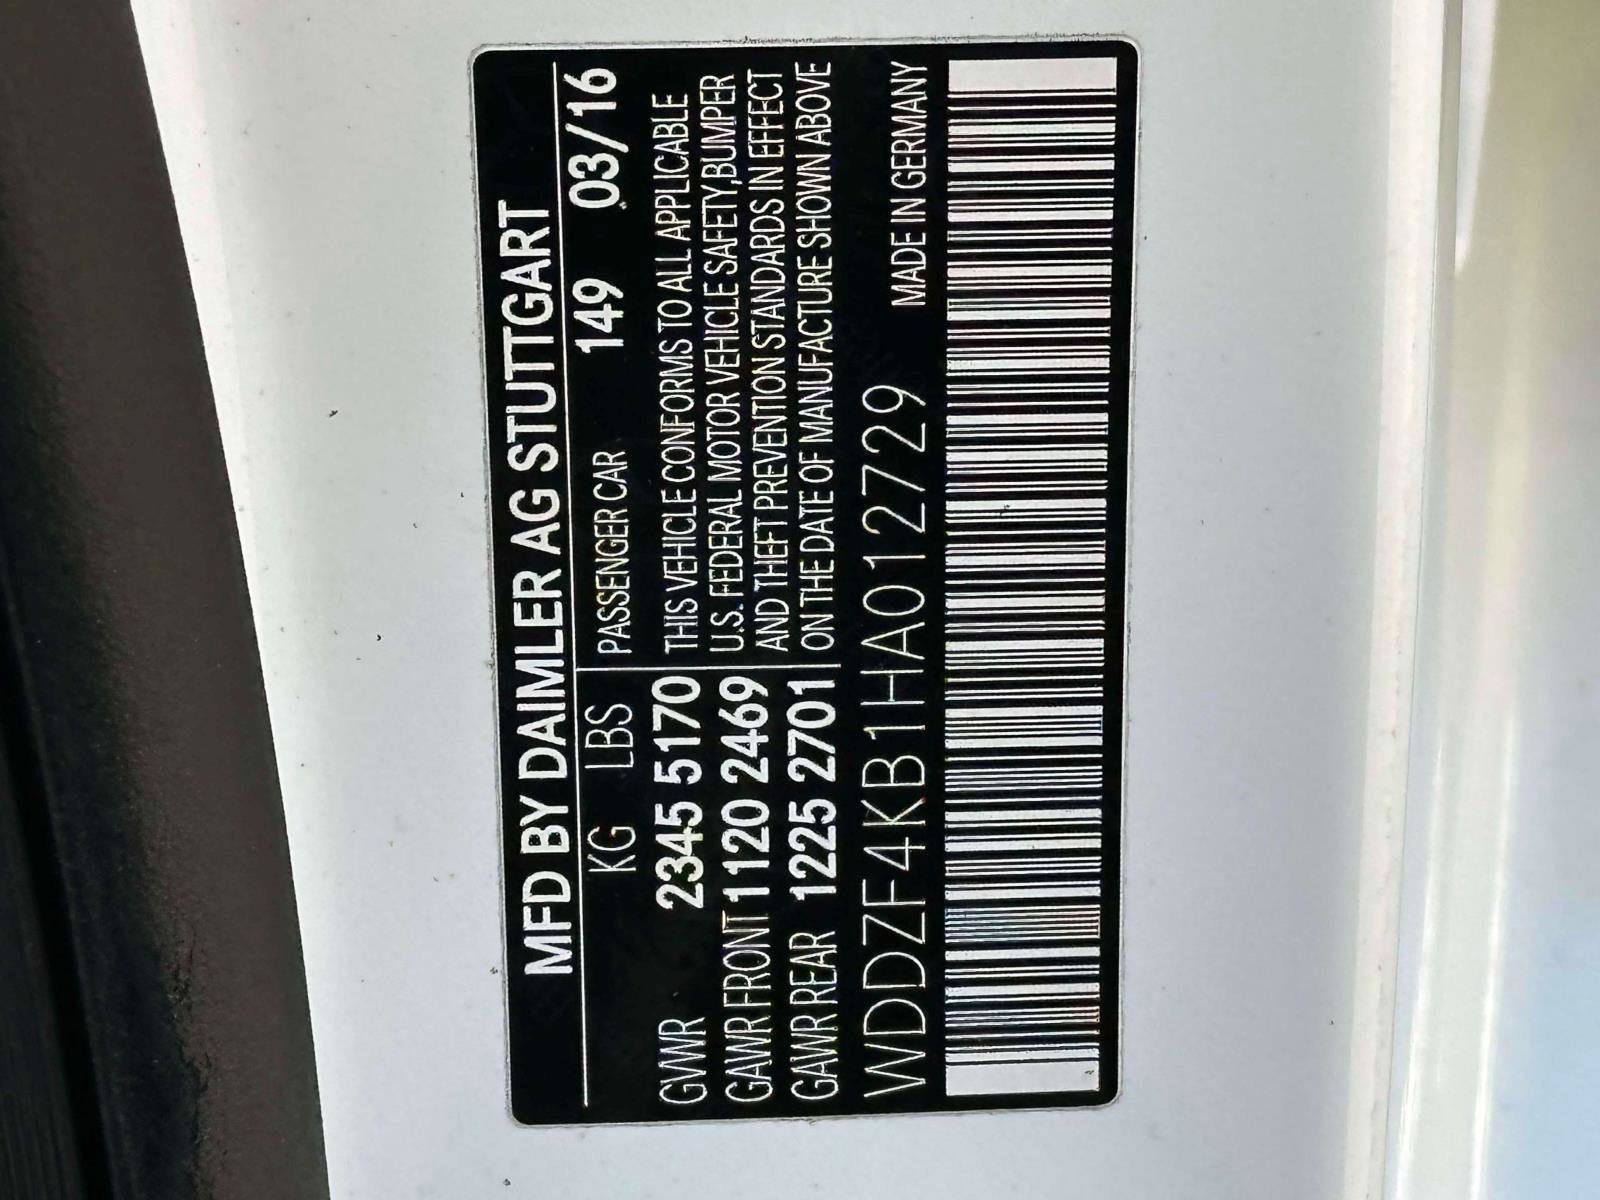 MFD BY DAIMLER AG STUTTGART
KG LBS PASSENGER CAR 149 03/16
GVWR 2345 5170 THIS VEHICLE CONFORMS TO ALL APPLICABLE
GAWR FRONT 1120 2469 U.S. FEDERAL MOTOR VEHICLE SAFETY, BUMPER
AND THEFT PREVENTION STANDARDS IN EFFECT
GAWR REAR 1225 2701 ON THE DATE OF MANUFACTURE SHOWN ABOVE
WDDZF4KB1HA012729 MADE IN GERMANY